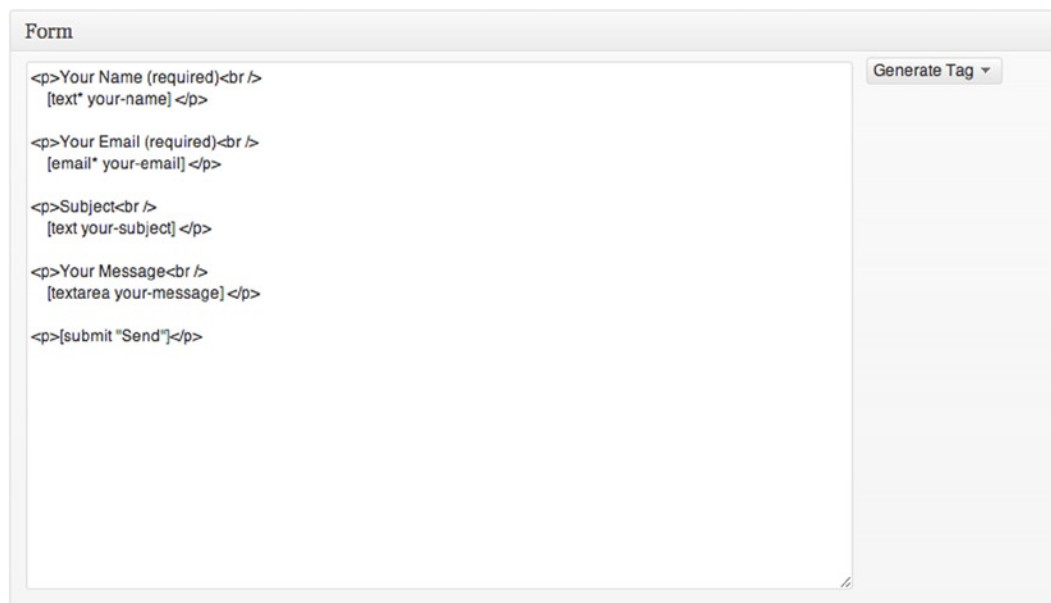 Form
Generate Tag
<p>Your Name (required)<br />
[text* your-name] </p>
<p>Your Email (required)<br />
[email* your-email] </p>
<p>Subject<br />
[text your-subject] </p>
<p>Your Message<br />
[textarea your-message] </p>
<p>[submit "Send"]</p>